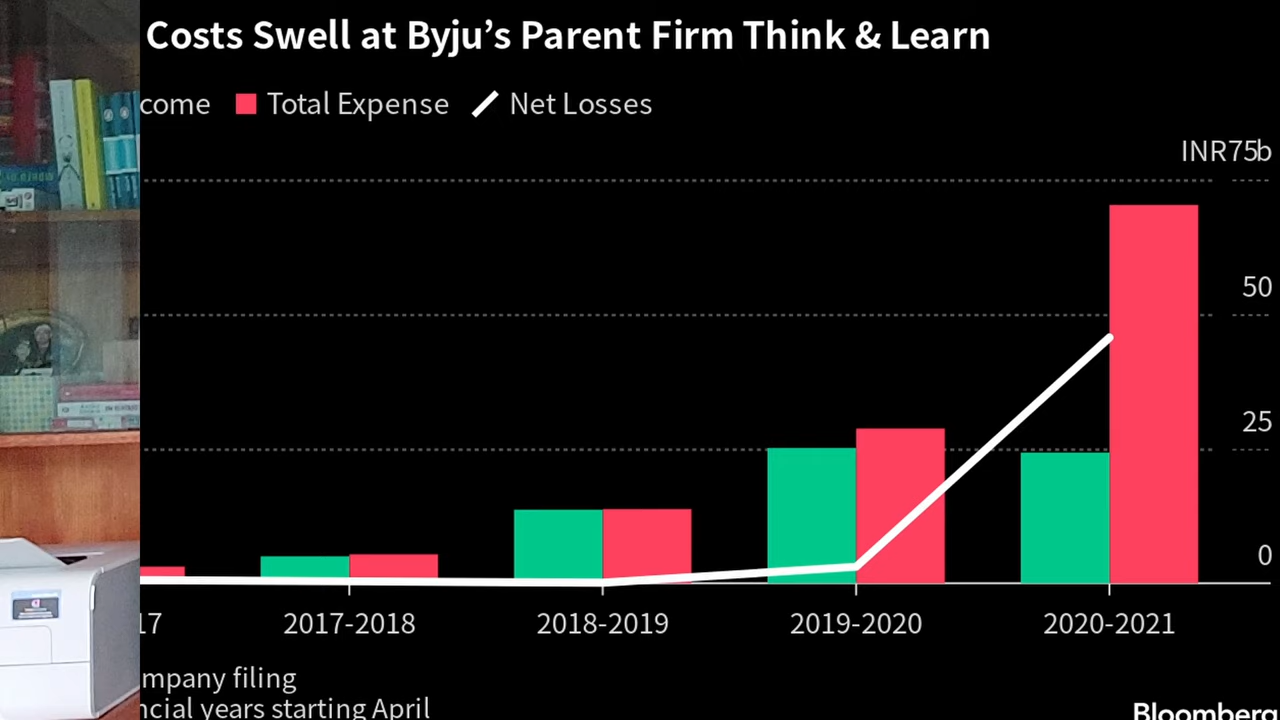 Costs Swell at Byju’s Parent Firm Think & Learn
come Total Expense Net Losses
INR75b
50
25
0
17 2017-2018 2018-2019 2019-2020 2020-2021
mpany filing
ncial years starting April
Bloomberg